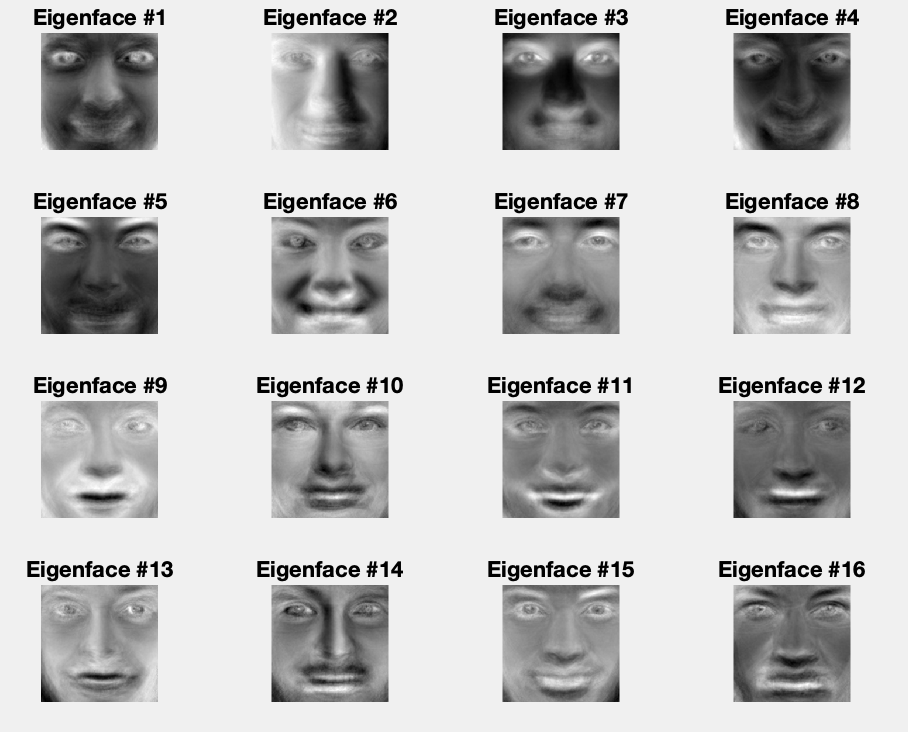 Eigenface #1
Eigenface #2
Eigenface #3
Eigenface #4
Eigenface #5
Eigenface #6
Eigenface #7
Eigenface #8
Eigenface #9
Eigenface #10
Eigenface #11
Eigenface #12
Eigenface #13
Eigenface #14
Eigenface #15
Eigenface #16